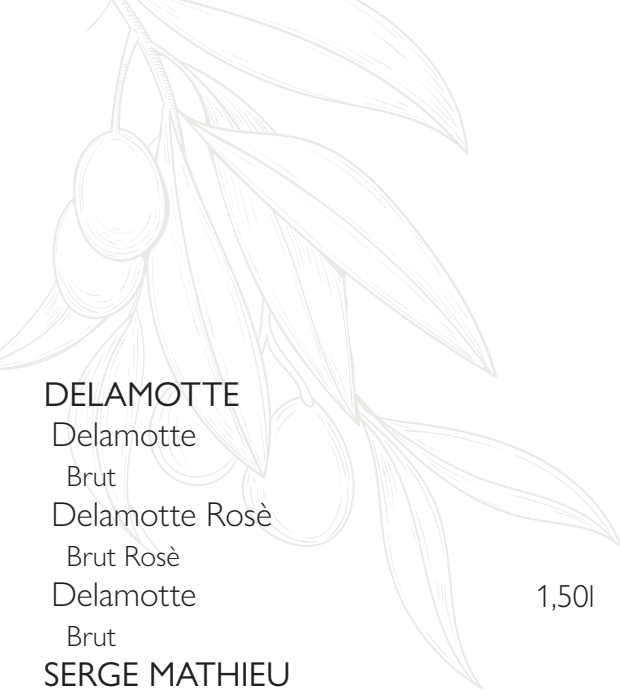 DELAMOTTE
Delamotte
Brut
Delamotte Rosè
Brut Rosè
Delamotte 1,50l
Brut
SERGE MATHIEU